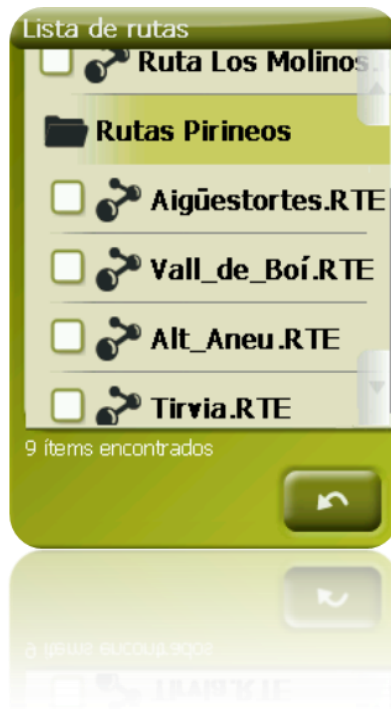 Lista de rutas
Ruta Los Molinos.
Rutas Pirineos
Aigüestortes.RTE
Vall_de_Boí.RTE
Alt_Aneu.RTE
Tirvia.RTE
9 ítems encontrados